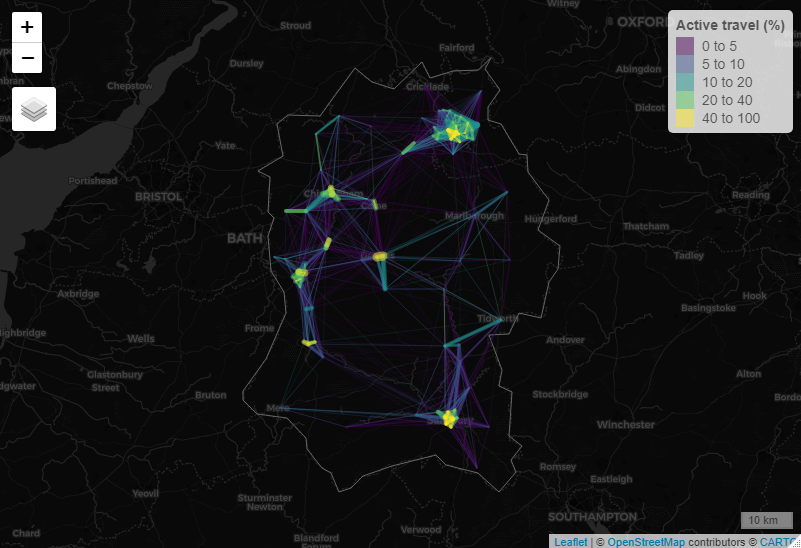 +
−
Stroud
Witney
OXFORD
Active travel (%)
0 to 5
5 to 10
10 to 20
20 to 40
40 to 100
Fairford
Dursley
Abingdon
Chepstow
Cricklade
Didcot
Yate
Portishead
BRISTOL
Reading
Marlborough
Hungerford
Thatcham
BATH
Tadley
Axbridge
Hook
Basingstoke
Tidworth
Frome
Wells
Andover
Glastonbury
Street
Alton
Bruton
Stockbridge
Mere
Winchester
Romsey
Eastleigh
Yeovil
Sturminster
Newton
SOUTHAMPTON
10 km
Chard
Verwood
Blandford
Forum
Leaflet | © OpenStreetMap contributors © CARTO